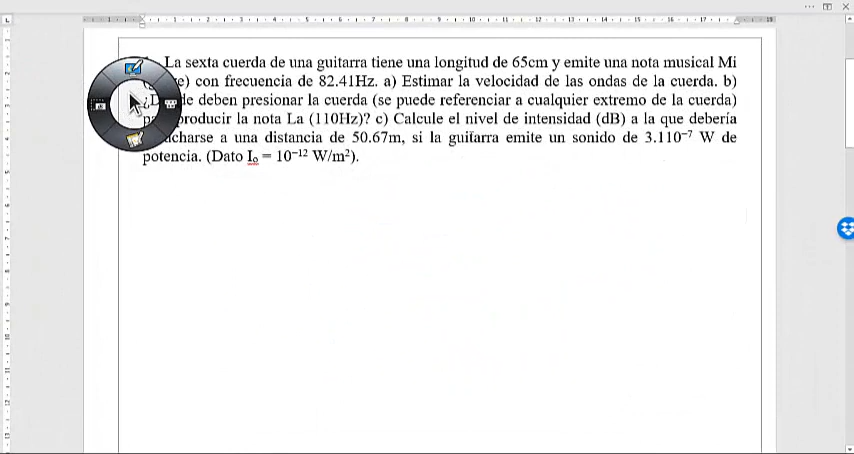 La sexta cuerda de una guitarra tiene una longitud de 65cm y emite una nota musical Mi
con frecuencia de 82.41Hz. a) Estimar la velocidad de las ondas de la cuerda. b)
deben presionar la cuerda (se puede referenciar a cualquier extremo de la cuerda)
producir la nota La (110Hz)? c) Calcule el nivel de intensidad (dB) a la que debería
a una distancia de 50.67m, si la guitarra emite un sonido de 3.110⁻⁷ W de
potencia. (Dato I₀ = 10⁻¹² W/m²).